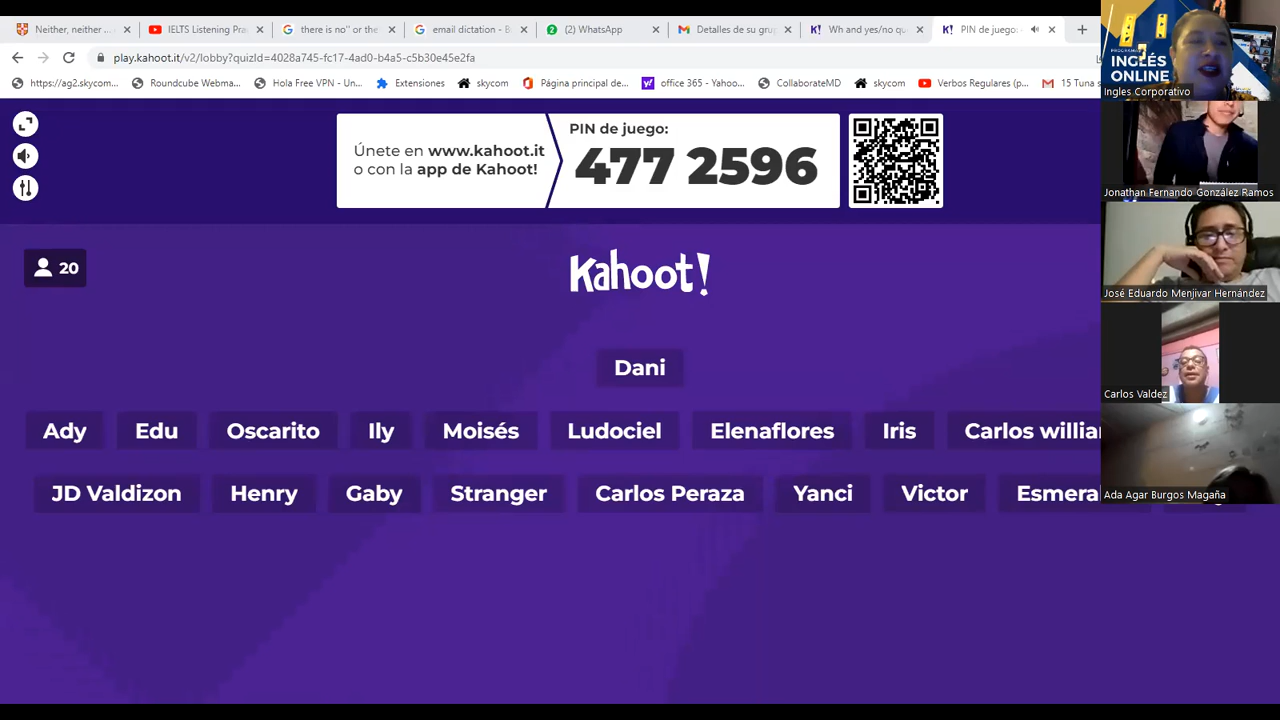 Neither, neither ...
IELTS Listening Pra
there is no'' or the
email dictation - B
(2) WhatsApp
Detalles de su gru
Wh and yes/no qu
PIN de juego
play.kahoot.it/v2/lobby?quizId=4028a745-fc17-4ad0-b4a5-c5b39e45e2fa
https://ag2.skycom...
Roundcube Webma...
Hola Free VPN - Un...
Extensiones
skycom
Página principal de...
office 365 - Yahoo...
CollaborateMD
skycom
Verbos Regulares (p...
15 Tuna s
Únete en www.kahoot.it
o con la app de Kahoot!
PIN de juego:
477 2596
20
Kahoot!
Dani
Ady
Edu
Oscarito
Ily
Moisés
Ludociel
Elenaflores
Iris
Carlos willia
JD Valdizon
Henry
Gaby
Stranger
Carlos Peraza
Yanci
Victor
Esmera
INGLÉS
ONLINE
Ingles Corporativo
Jonathan Fernando González Ramos
José Eduardo Menjivar Hernández
Carlos Valdez
Ada Agar Burgos Magaña